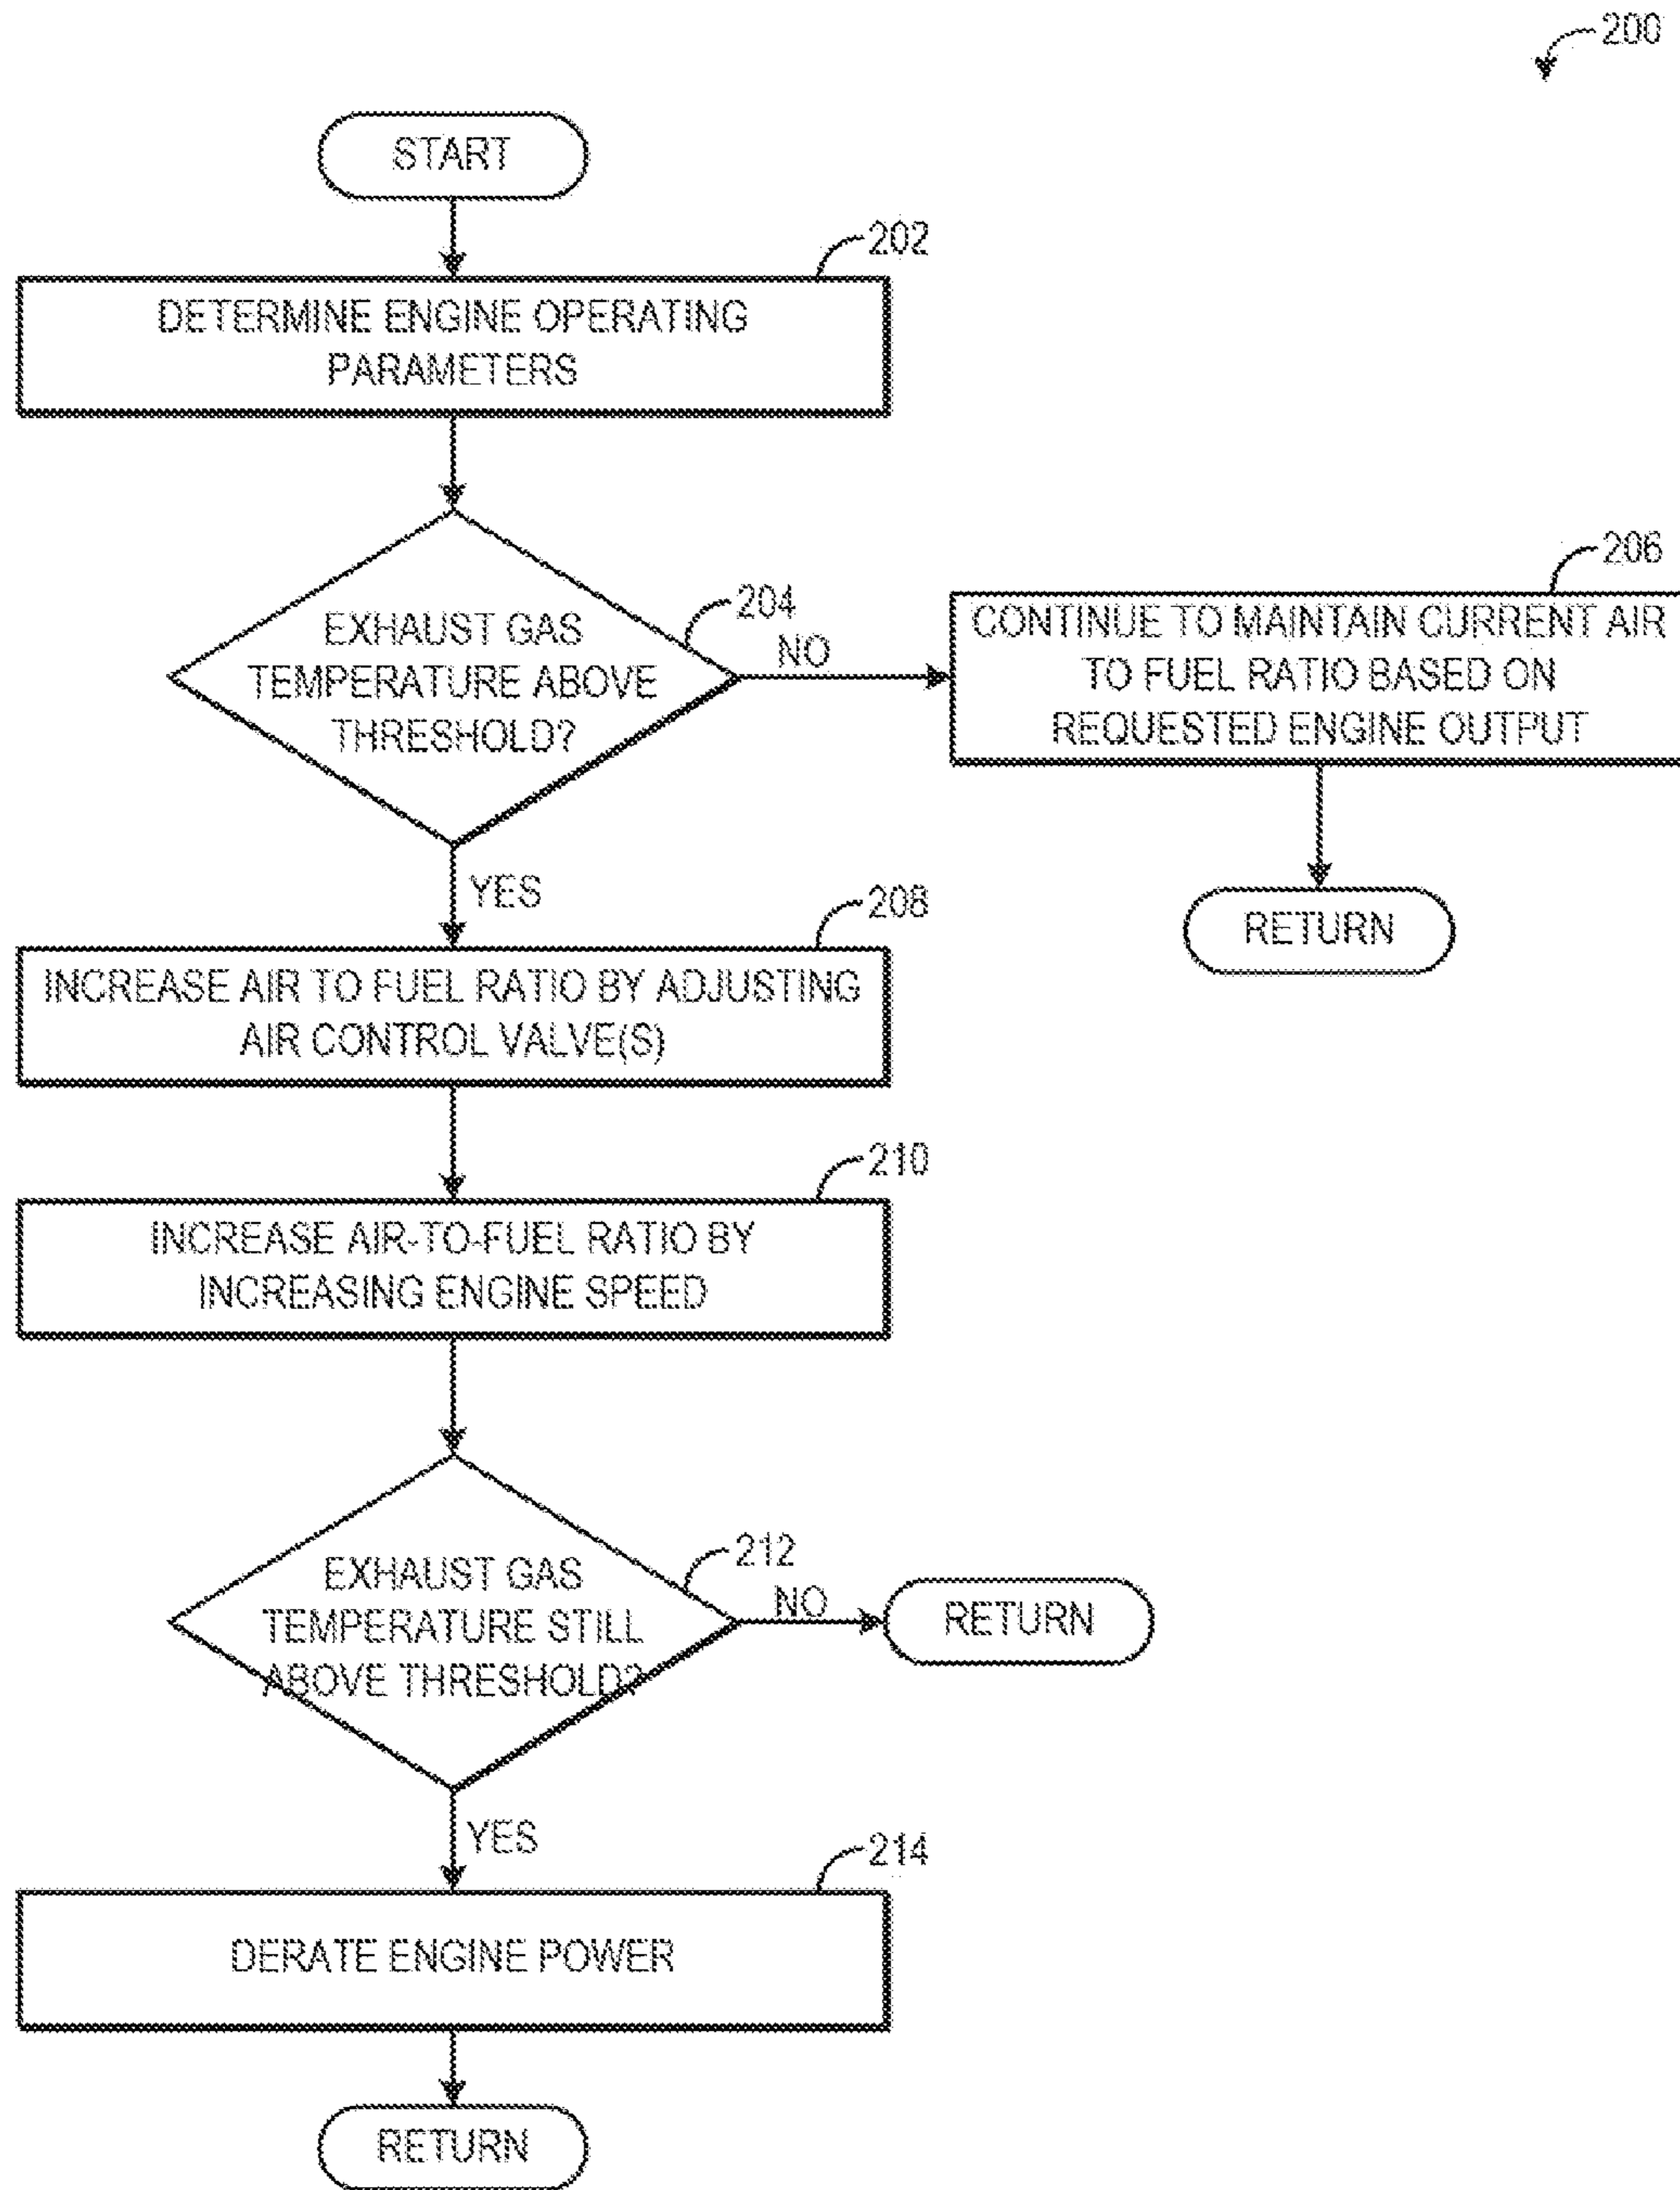 200
START
202
DETERMINE ENGINE OPERATING
PARAMETERS
204
EXHAUST GAS
TEMPERATURE ABOVE
THRESHOLD?
NO
206
CONTINUE TO MAINTAIN CURRENT AIR
TO FUEL RATIO BASED ON
REQUESTED ENGINE OUTPUT
RETURN
YES
208
INCREASE AIR TO FUEL RATIO BY ADJUSTING
AIR CONTROL VALVE(S)
210
INCREASE AIR-TO-FUEL RATIO BY
INCREASING ENGINE SPEED
212
EXHAUST GAS
TEMPERATURE STILL
ABOVE THRESHOLD?
NO
RETURN
YES
214
DERATE ENGINE POWER
RETURN